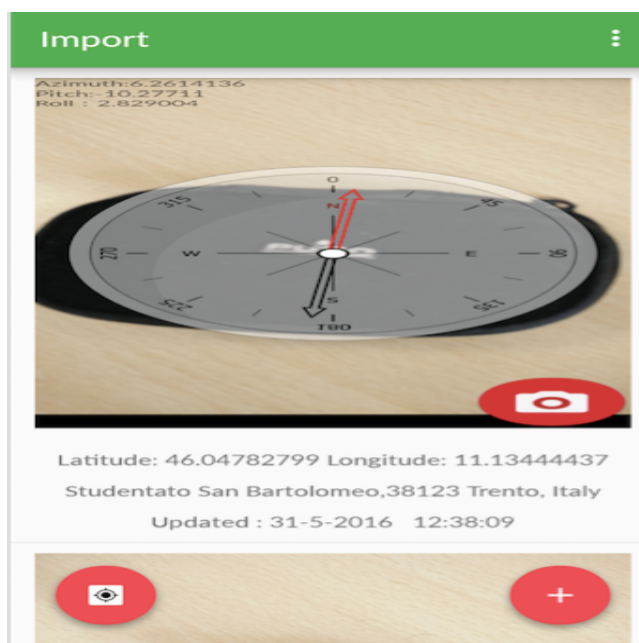 Import
Azimuth:6.2614136
Pitch:-10.27711
Roll : 2.829004
0
N
315
45
270
W
E
90
225
135
S
180
Latitude: 46.04782799 Longitude: 11.13444437
Studentato San Bartolomeo,38123 Trento, Italy
Updated : 31-5-2016 12:38:09